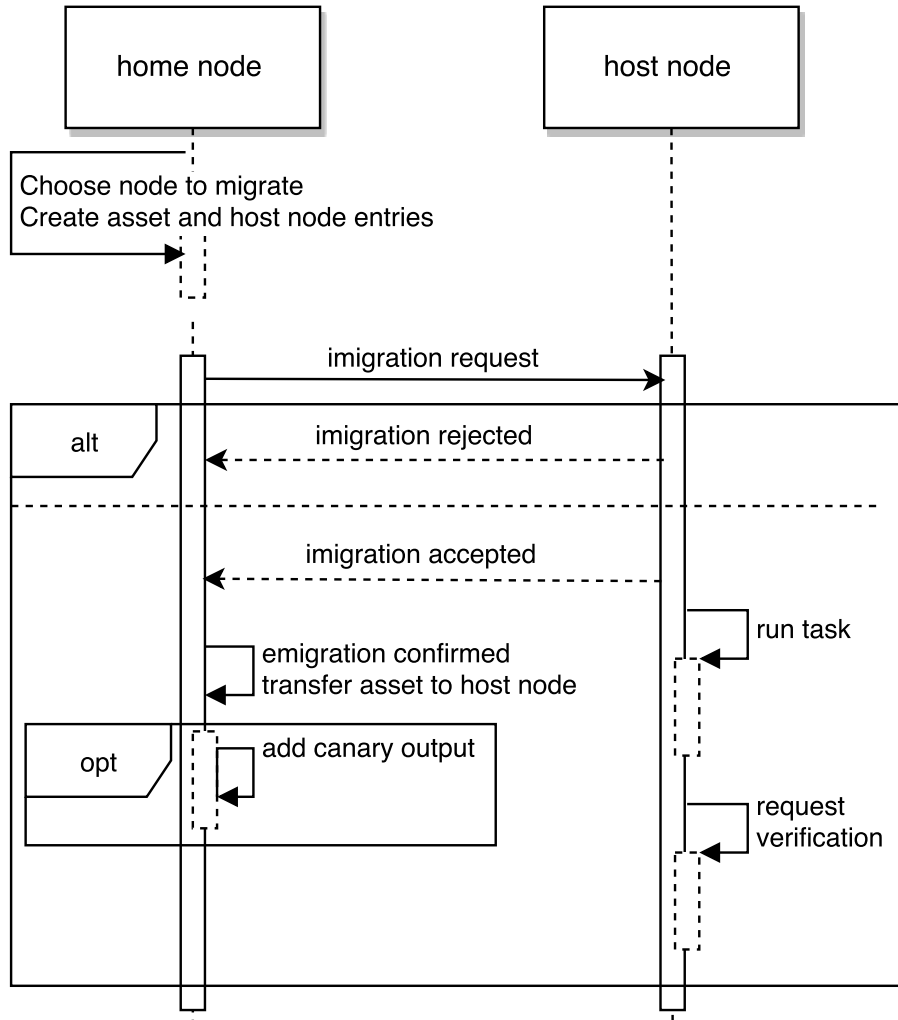 home node
host node
Choose node to migrate
Create asset and host node entries
imigration request
alt
imigration rejected
imigration accepted
run task
emigration confirmed
transfer asset to host node
opt
add canary output
request
verification